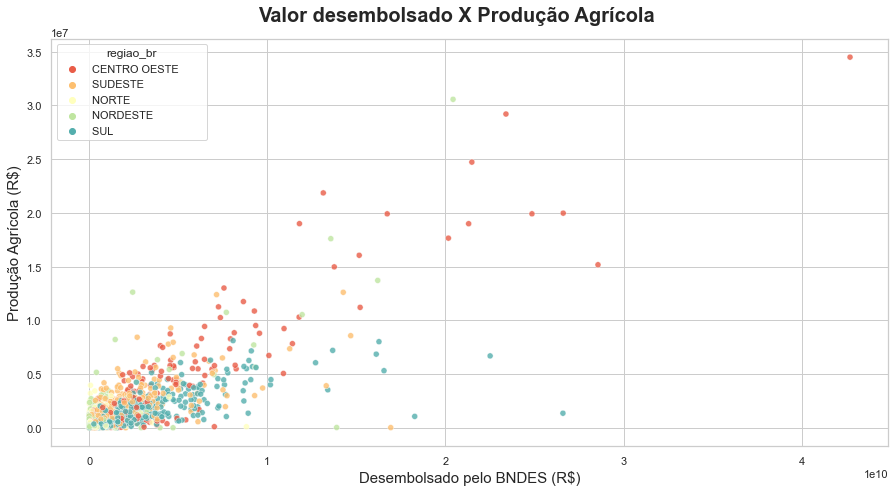 Valor desembolsado X Produção Agrícola
1e7
regiao_br
CENTRO OESTE
SUDESTE
NORTE
NORDESTE
SUL
Produção Agrícola (R$)
3.5
3.0
2.5
2.0
1.5
1.0
0.5
0.0
0
1
2
3
4
1e10
Desembolsado pelo BNDES (R$)